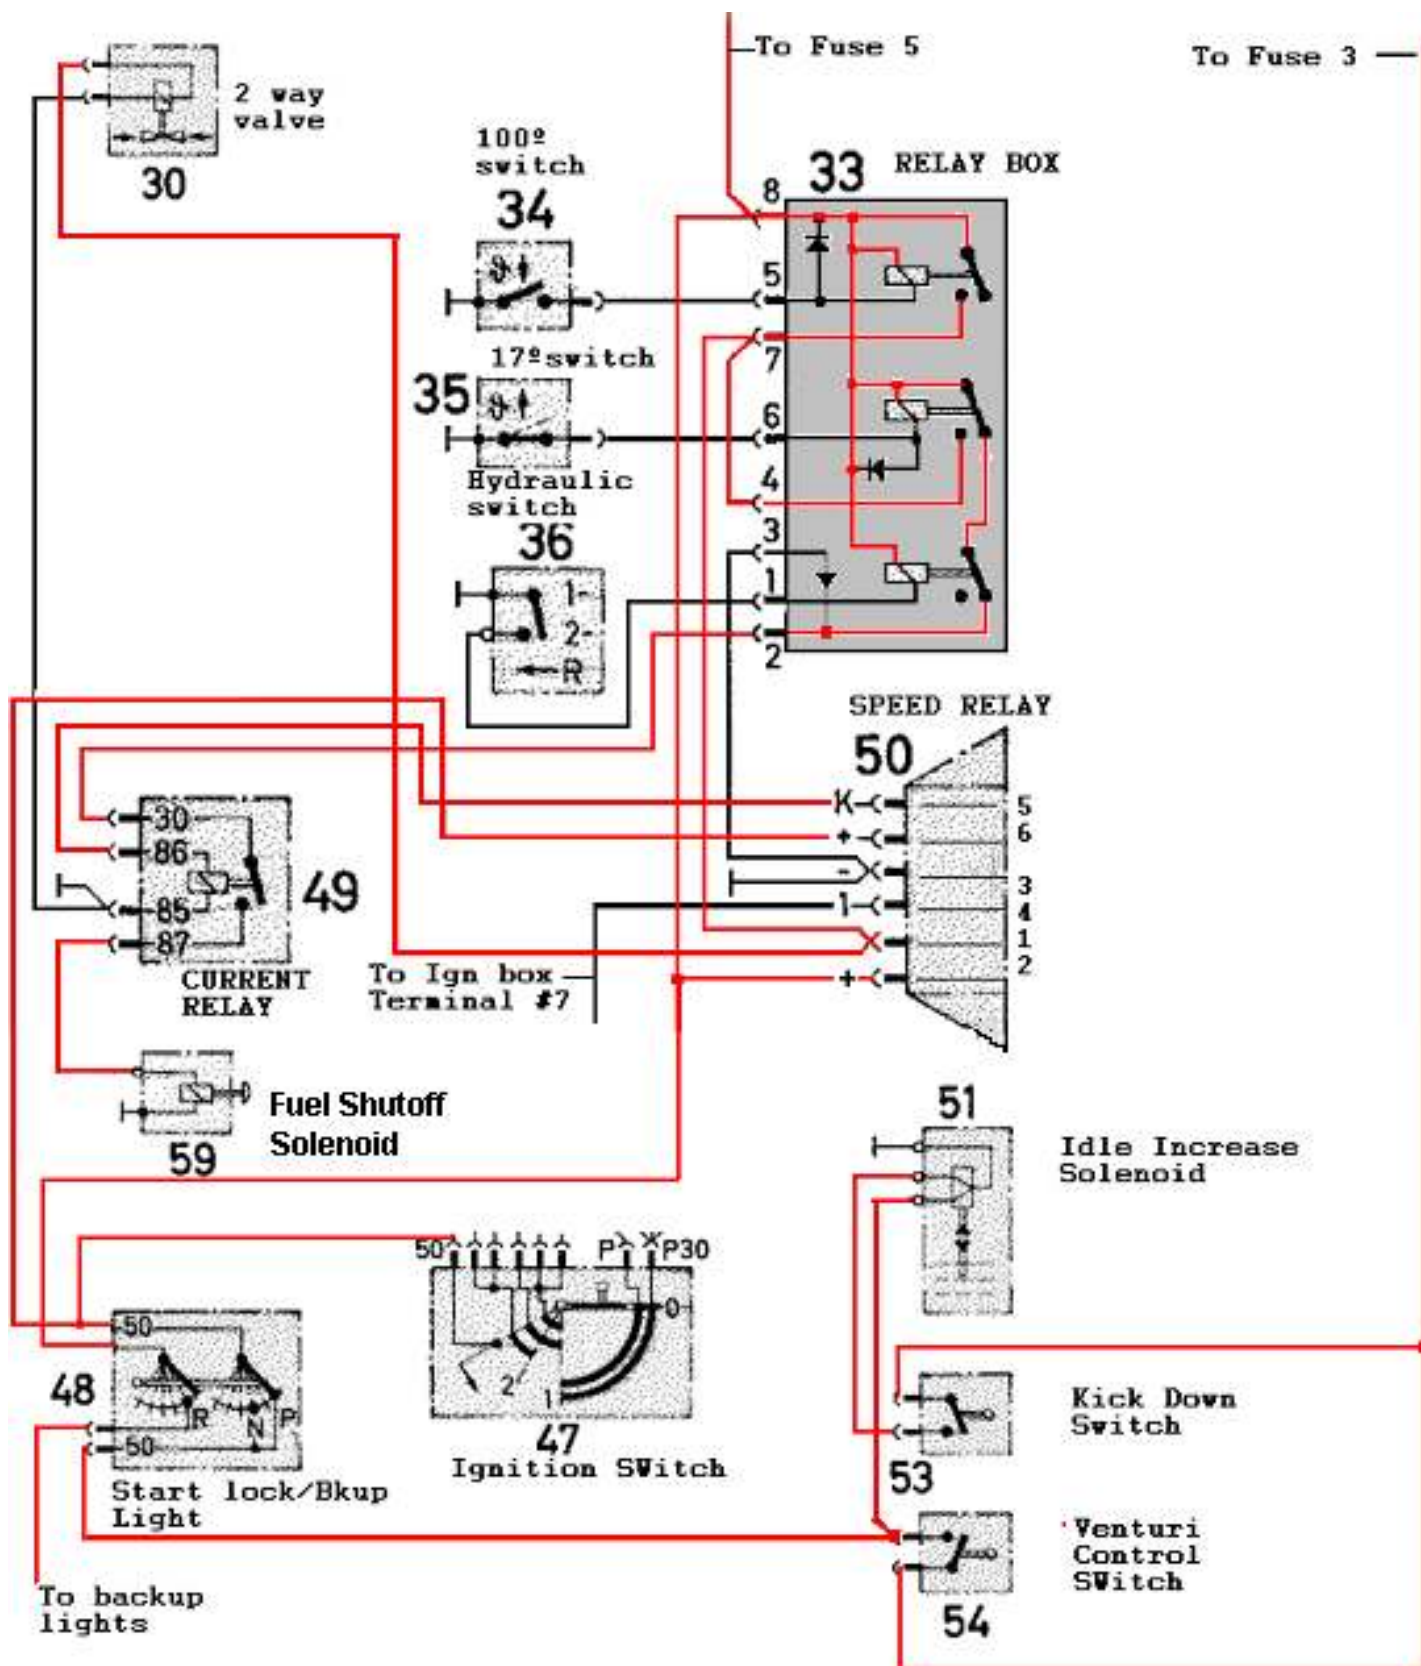 To Fuse 5
To Fuse 3
2 way
valve
30
100º
switch
34
33 RELAY BOX
8
5
7
6
4
3
1
2
17ºswitch
35
Hydraulic
switch
36
1-
2-
R
SPEED RELAY
50
K
+
-
1
+
5
6
3
4
1
2
30
86
85
87
49
CURRENT
RELAY
To Ign box
Terminal #7
59
Fuel Shutoff
Solenoid
51
Idle Increase
Solenoid
50
P
P30
0
2
1
47
Ignition SWitch
48
50
R
N
P
50
Start lock/Bkup
Light
To backup
lights
53
Kick Down
Switch
54
Venturi
Control
SWitch